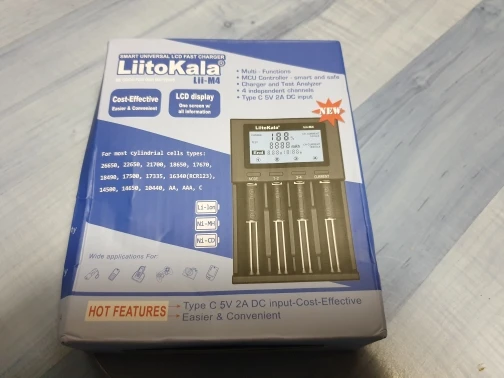 SMART UNIVERSAL LCD FAST CHARGER
LiitoKala®
Lii-M4
Cost-Effective
Easier & Convenient
LCD display
One screen w
all information
• Multi - Functions
• MCU Controller - smart and safe
• Charger and Test Analyzer
• 4 independent channels
• Type C 5V 2A DC input
NEW
For most cylindrial cells types:
26650, 22650, 21700, 18650, 17670,
18490, 17500, 17335, 16340(RCR123),
14500, 18650, 10440, AA, AAA, C
Li-ion
Ni-MH
Ni-CD
Wide applications For:
LiitoKala
HOT FEATURES
Type C 5V 2A DC input-Cost-Effective
Easier & Convenient